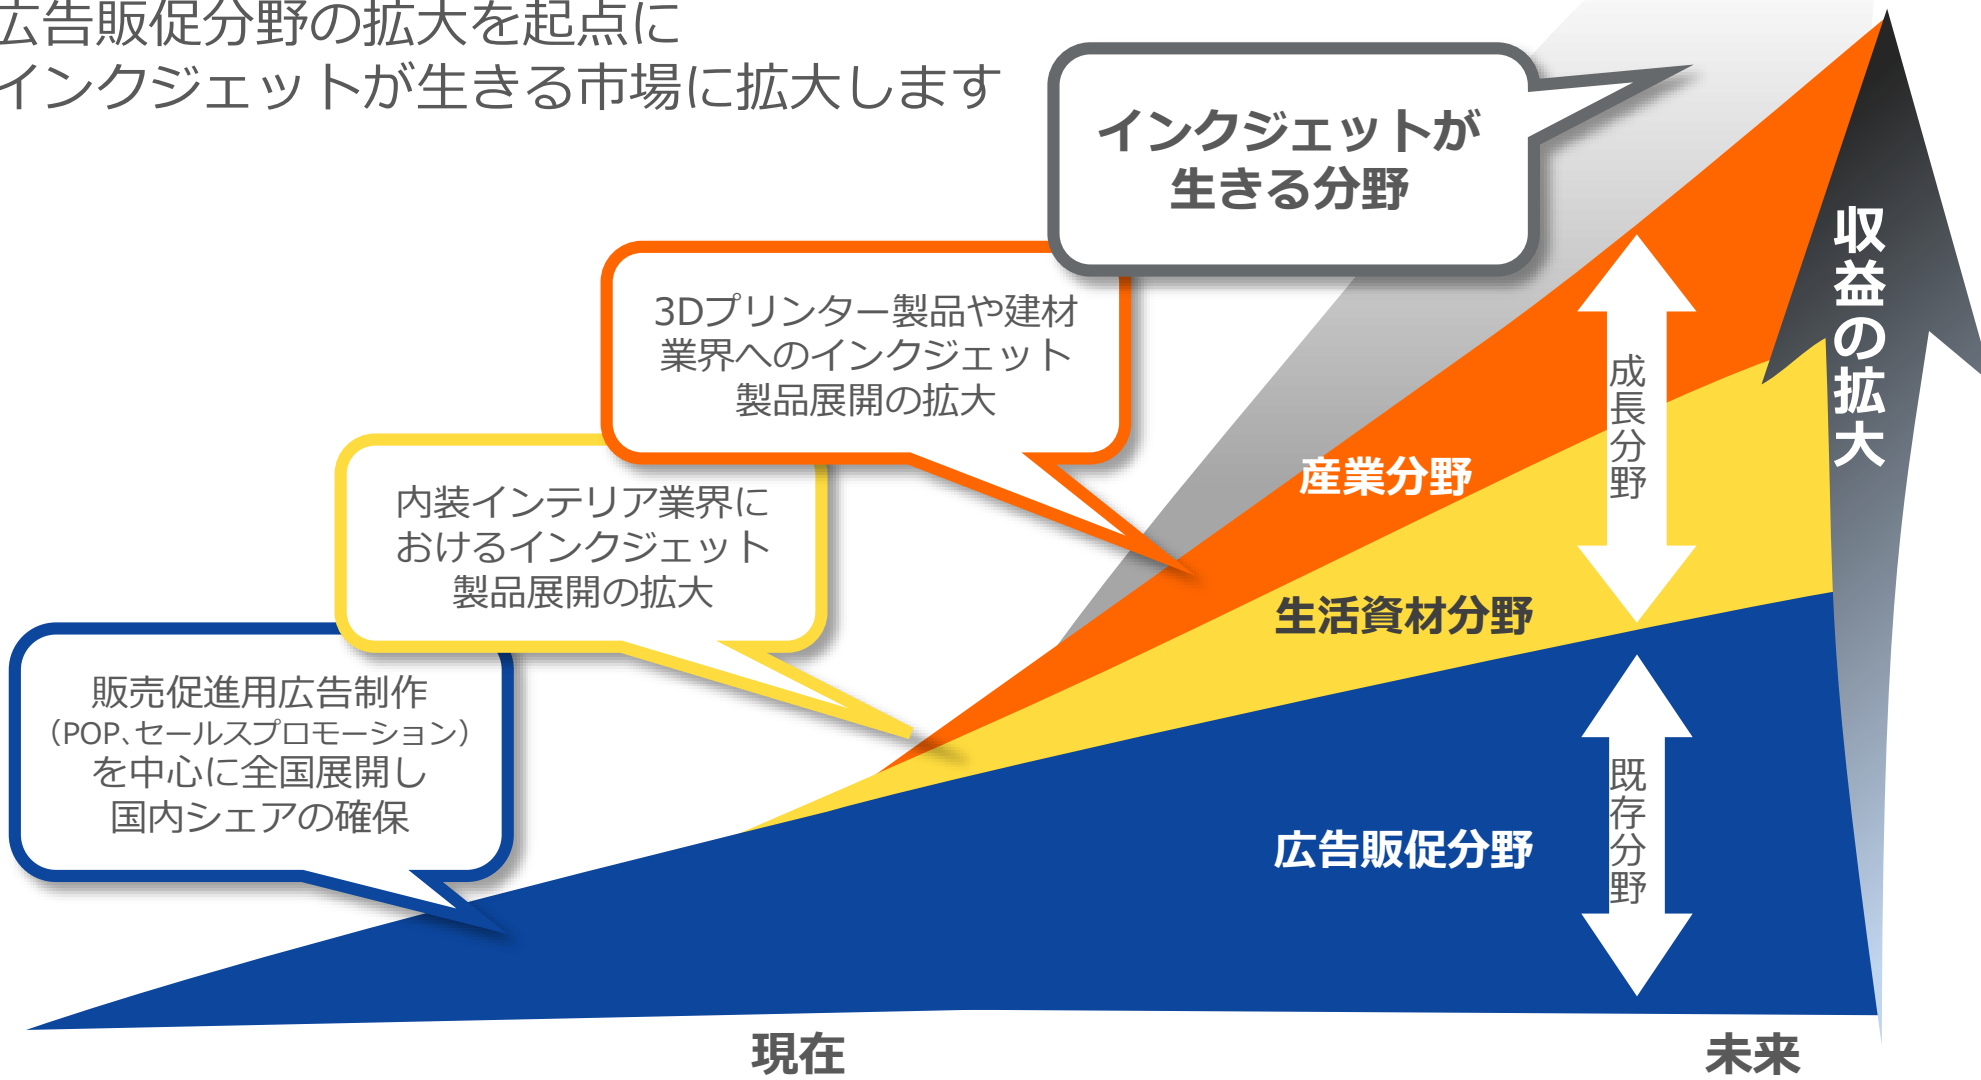 広告販促分野の拡大を起点に
インクジェットが生きる市場に拡大します
インクジェットが
生きる分野
3Dプリンター製品や建材
業界へのインクジェット
製品展開の拡大
内装インテリア業界に
おけるインクジェット
製品展開の拡大
販売促進用広告制作
（POP、セールスプロモーション）
を中心に全国展開し
国内シェアの確保
産業分野
生活資材分野
広告販促分野
成長分野
既存分野
収益の拡大
現在
未来